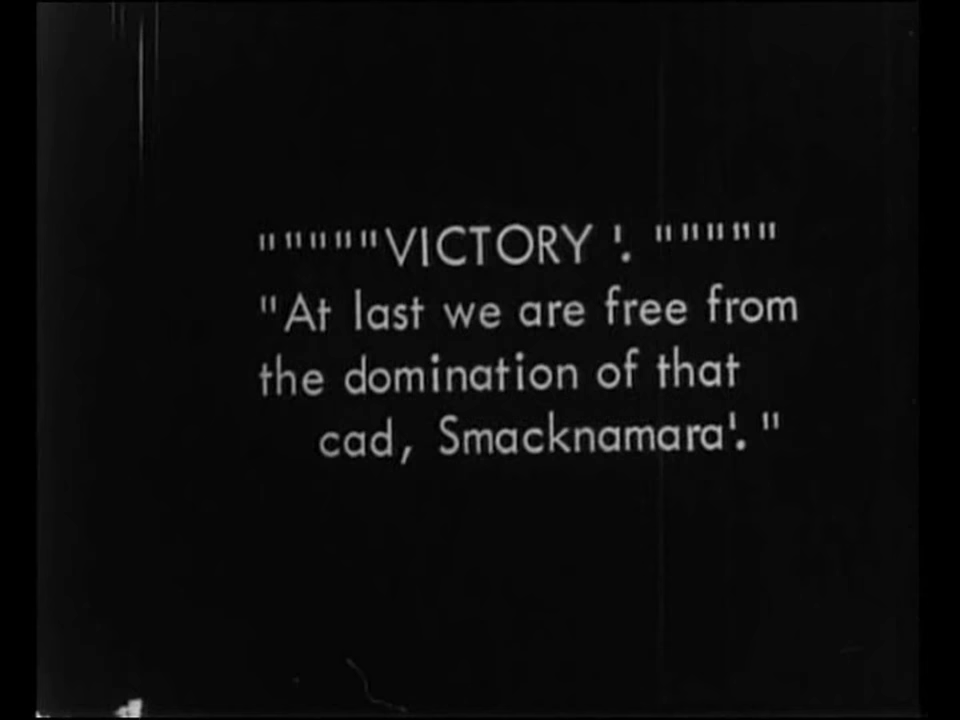 """""VICTORY !. """""
"At last we are free from
the domination of that
cad, Smacknamara!."